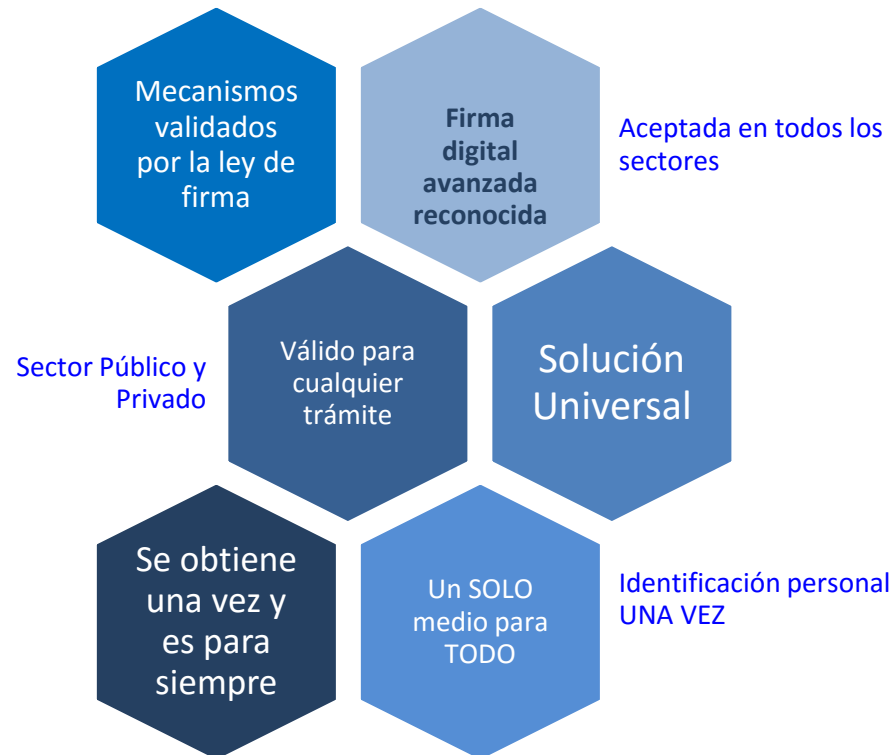 Mecanismos
validados
por la ley de
firma
Firma
digital
avanzada
reconocida
Aceptada en todos los
sectores
Sector Público y
Privado
Válido para
cualquier
trámite
Solución
Universal
Se obtiene
una vez y
es para
siempre
Un SOLO
medio para
TODO
Identificación personal
UNA VEZ